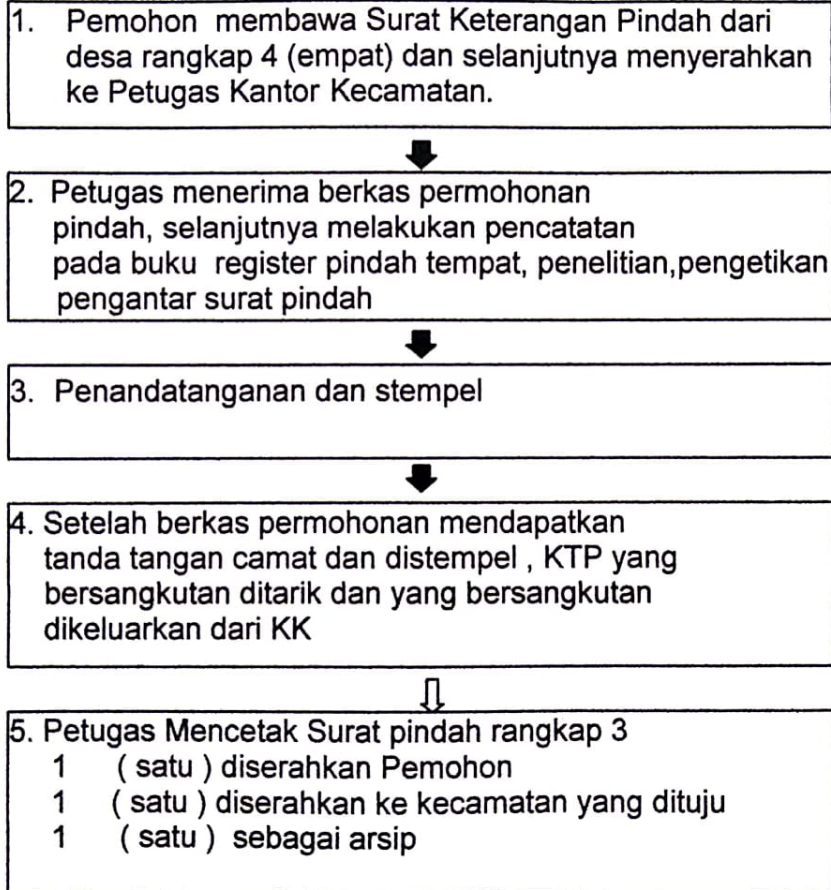 1. Pemohon membawa Surat Keterangan Pindah dari
desa rangkap 4 (empat) dan selanjutnya menyerahkan
ke Petugas Kantor Kecamatan.
2. Petugas menerima berkas permohonan
pindah, selanjutnya melakukan pencatatan
pada buku register pindah tempat, penelitian,pengetikan
pengantar surat pindah
3. Penandatanganan dan stempel
4. Setelah berkas permohonan mendapatkan
tanda tangan camat dan distempel , KTP yang
bersangkutan ditarik dan yang bersangkutan
dikeluarkan dari KK
5. Petugas Mencetak Surat pindah rangkap 3
1 ( satu ) diserahkan Pemohon
1 ( satu ) diserahkan ke kecamatan yang dituju
1 ( satu ) sebagai arsip